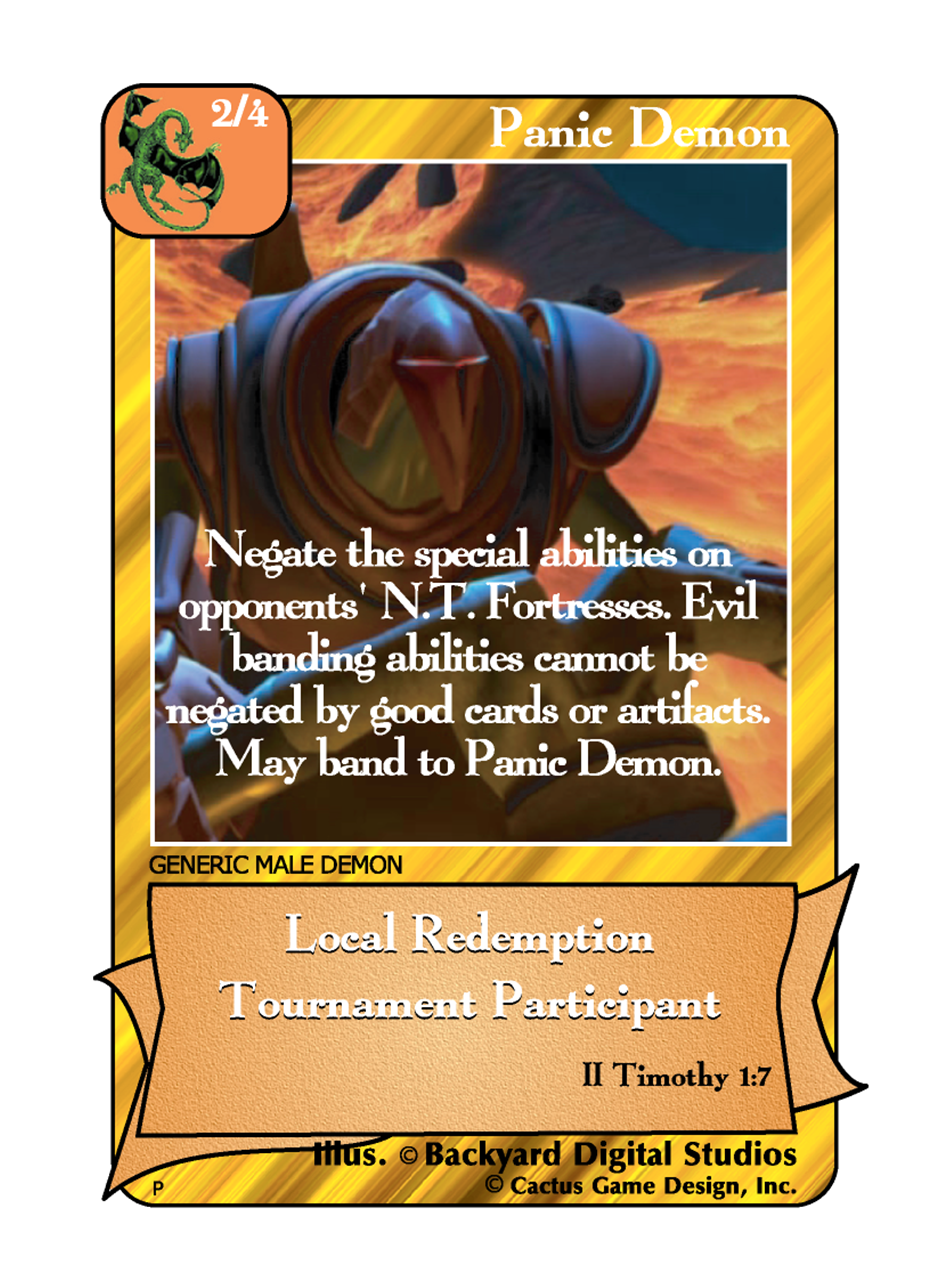 2/4
Panic Demon
Negate the special abilities on
opponents' N.T. Fortresses. Evil
banding abilities cannot be
negated by good cards or artifacts.
May band to Panic Demon.
GENERIC MALE DEMON
Local Redemption
Tournament Participant
II Timothy 1:7
Illus. © Backyard Digital Studios
© Cactus Game Design, Inc.
P